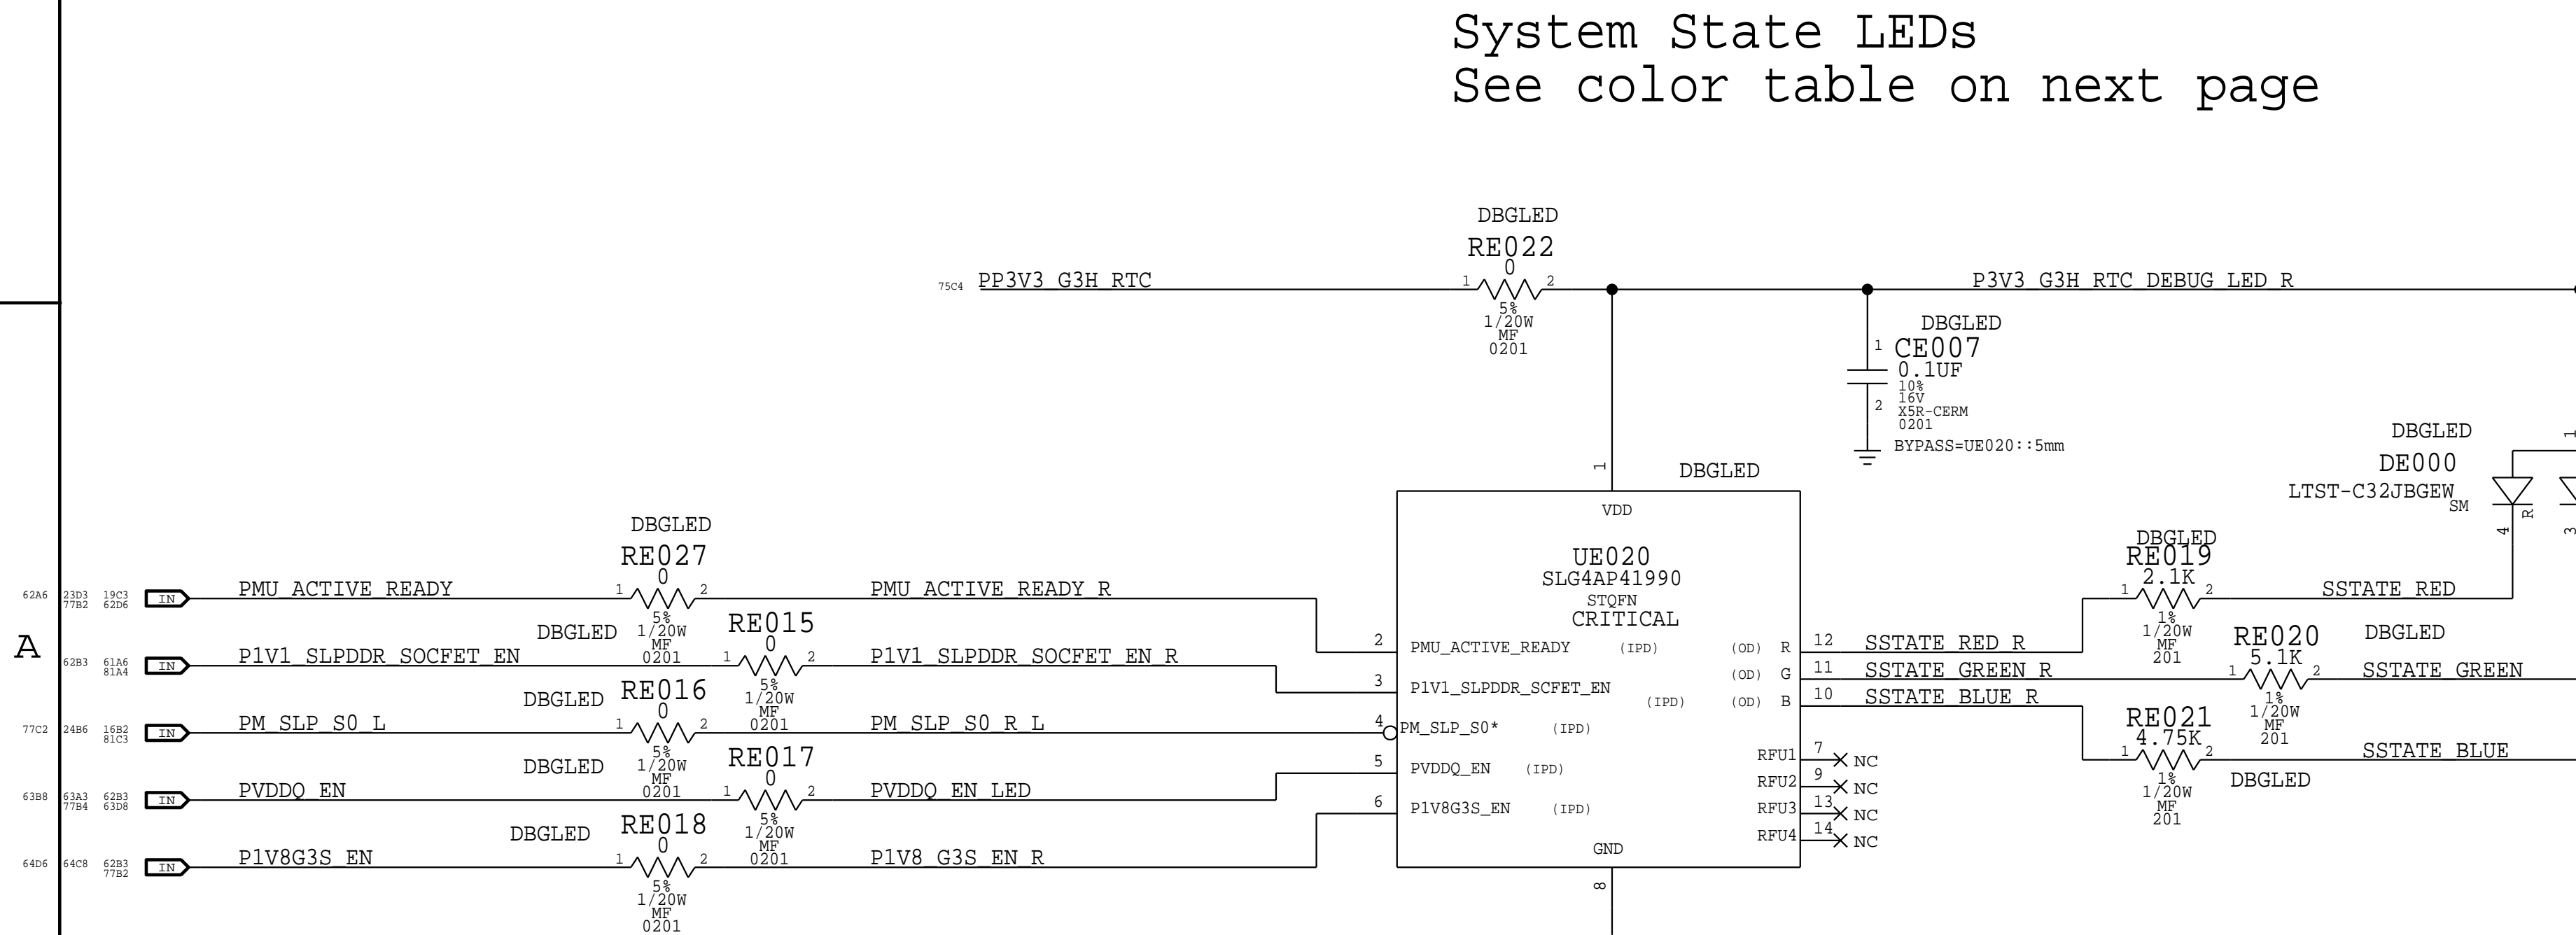 System State LEDs
See color table on next page
DBGLED
RE022
0
75C4 PP3V3_G3H_RTC 1 2 P3V3_G3H_RTC_DEBUG_LED_R
5%
1/20W
MF
0201
DBGLED
1 CE007
0.1UF
10%
16V
2 X5R-CERM
0201
BYPASS=UE020::5mm
DBGLED
DE000
LTST-C32JBGEW
SM
R
1
4
3
1 DBGLED
VDD
UE020
SLG4AP41990
STQFN
CRITICAL
DBGLED
RE027
0
62A6 23D3 19C3 IN PMU_ACTIVE_READY 1 2 PMU_ACTIVE_READY_R
77B2 62D6
5%
1/20W
MF
0201
2 PMU_ACTIVE_READY (IPD)
DBGLED
RE015
0
62B3 61A6 IN P1V1_SLPDDR_SOCFET_EN 1 2 P1V1_SLPDDR_SOCFET_EN_R
81A4
5%
1/20W
MF
0201
3 P1V1_SLPDDR_SCFET_EN
(IPD)
DBGLED
RE016
0
77C2 24B6 16B2 IN PM_SLP_S0_L 1 2 PM_SLP_S0_R_L
81C3
5%
1/20W
MF
0201
4 PM_SLP_S0* (IPD)
DBGLED
RE017
0
63B8 63A3 62B3 IN PVDDQ_EN 1 2 PVDDQ_EN_LED
77B4 63D8
5%
1/20W
MF
0201
5 PVDDQ_EN (IPD)
DBGLED
RE018
0
64D6 64C8 62B3 IN P1V8G3S_EN 1 2 P1V8_G3S_EN_R
77B2
5%
1/20W
MF
0201
6 P1V8G3S_EN (IPD)
A
(OD) R 12 SSTATE_RED_R
(OD) G 11 SSTATE_GREEN_R
(OD) B 10 SSTATE_BLUE_R
RFU1 7 NC
RFU2 9 NC
RFU3 13 NC
RFU4 14 NC
GND
8
DBGLED
RE019
2.1K
1 2 SSTATE_RED
1%
1/20W
MF
201
RE020 DBGLED
5.1K
1 2 SSTATE_GREEN
1%
1/20W
MF
201
RE021
4.75K
1 2 SSTATE_BLUE
1%
1/20W
MF
201
DBGLED